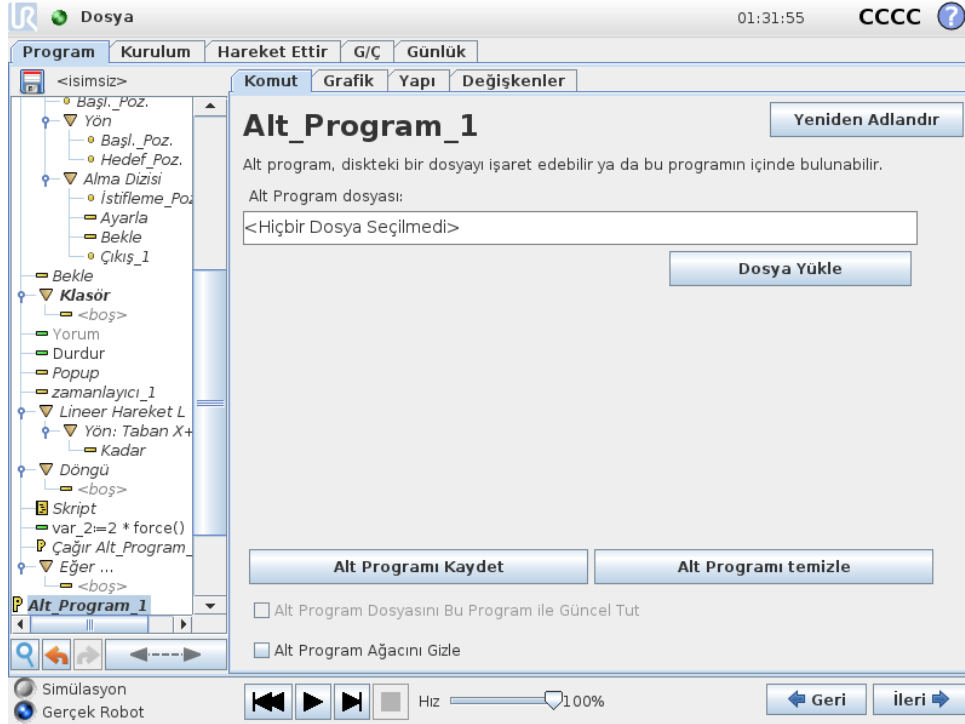 UR Dosya 01:31:55 CCCC ?
Program Kurulum Hareket Ettir G/Ç Günlük
<isimsiz>
Komut Grafik Yapı Değişkenler
Başl._Poz.
Yön
Başl._Poz.
Hedef_Poz.
Alma Dizisi
İstifleme_Poz
Ayarla
Bekle
Çıkış_1
Bekle
Klasör
<boş>
Yorum
Durdur
Popup
zamanlayıcı_1
Lineer Hareket L
Yön: Taban X+
Kadar
Döngü
<boş>
Skript
var_2:=2 * force()
P Çağır Alt_Program_
Eğer ...
<boş>
P Alt_Program_1
Alt_Program_1
Yeniden Adlandır
Alt program, diskteki bir dosyayı işaret edebilir ya da bu programın içinde bulunabilir.
Alt Program dosyası:
<Hiçbir Dosya Seçilmedi>
Dosya Yükle
Alt Programı Kaydet Alt Programı temizle
Alt Program Dosyasını Bu Program ile Güncel Tut
Alt Program Ağacını Gizle
Simülasyon
Gerçek Robot
Hız 100%
Geri İleri